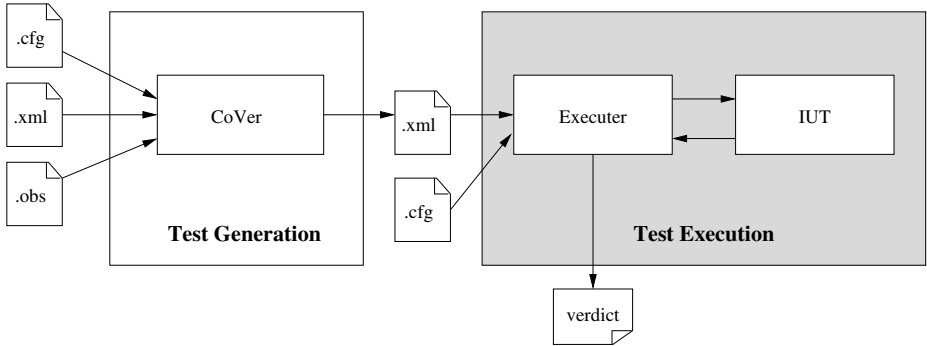 .cfg
.xml
.obs
CoVer
Test Generation
.xml
.cfg
Executer
IUT
Test Execution
verdict